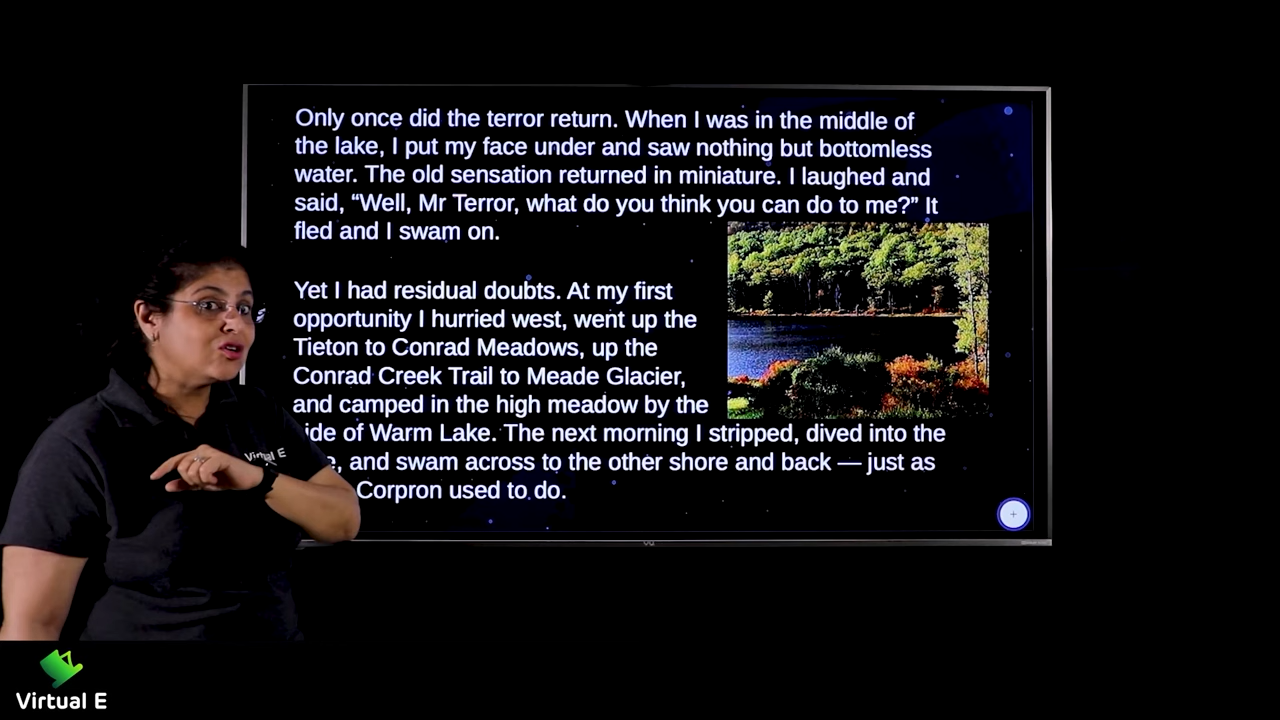 Only once did the terror return. When I was in the middle of
the lake, I put my face under and saw nothing but bottomless
water. The old sensation returned in miniature. I laughed and
said, “Well, Mr Terror, what do you think you can do to me?” It
fled and I swam on.
Yet I had residual doubts. At my first
opportunity I hurried west, went up the
Tieton to Conrad Meadows, up the
Conrad Creek Trail to Meade Glacier,
and camped in the high meadow by the
ide of Warm Lake. The next morning I stripped, dived into the
e, and swam across to the other shore and back — just as
Corpron used to do.
Virtual E
Virtual E